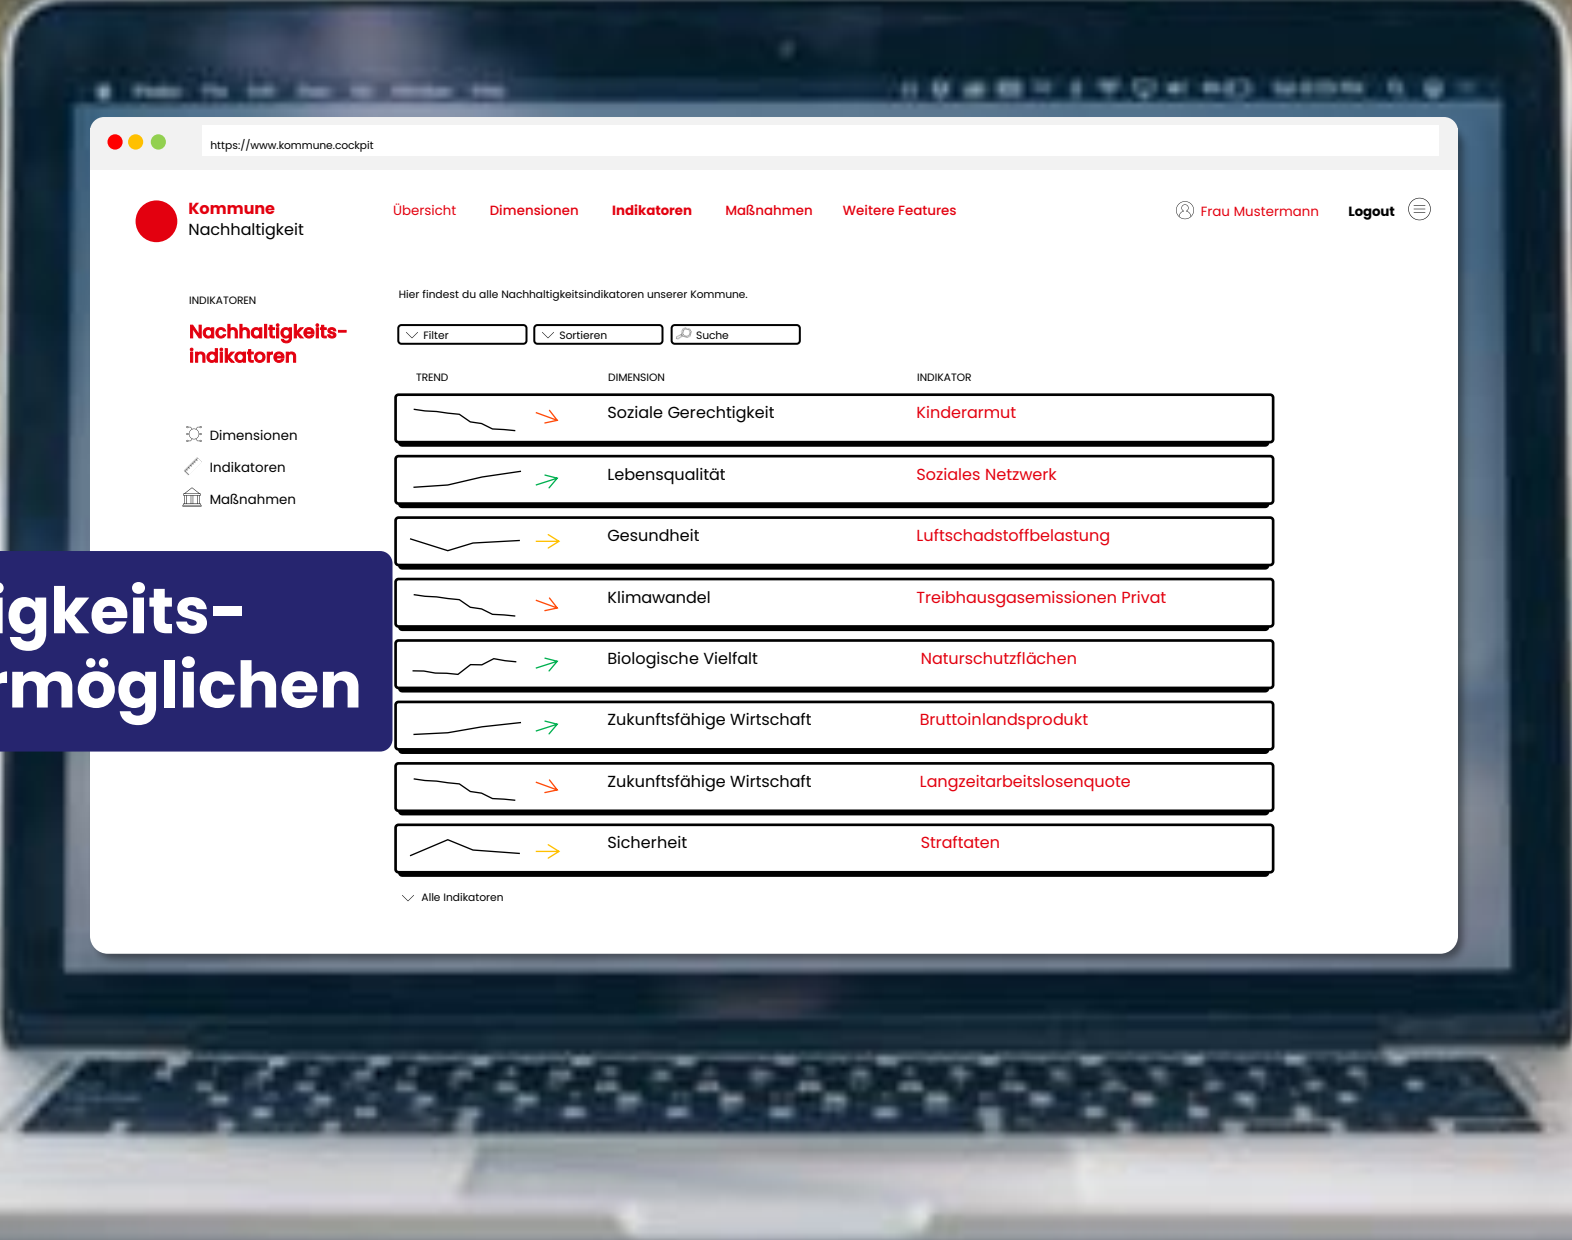 https://www.kommune.cockpit
Kommune
Nachhaltigkeit
Übersicht Dimensionen Indikatoren Maßnahmen Weitere Features
Frau Mustermann Logout
INDIKATOREN
Nachhaltigkeits-
indikatoren
Dimensionen
Indikatoren
Maßnahmen
Hier findest du alle Nachhaltigkeitsindikatoren unserer Kommune.
Filter Sortieren Suche
TREND DIMENSION INDIKATOR
Soziale Gerechtigkeit Kinderarmut
Lebensqualität Soziales Netzwerk
Gesundheit Luftschadstoffbelastung
Klimawandel Treibhausgasemissionen Privat
Biologische Vielfalt Naturschutzflächen
Zukunftsfähige Wirtschaft Bruttoinlandsprodukt
Zukunftsfähige Wirtschaft Langzeitarbeitslosenquote
Sicherheit Straftaten
Alle Indikatoren
igkeits-
rmöglichen